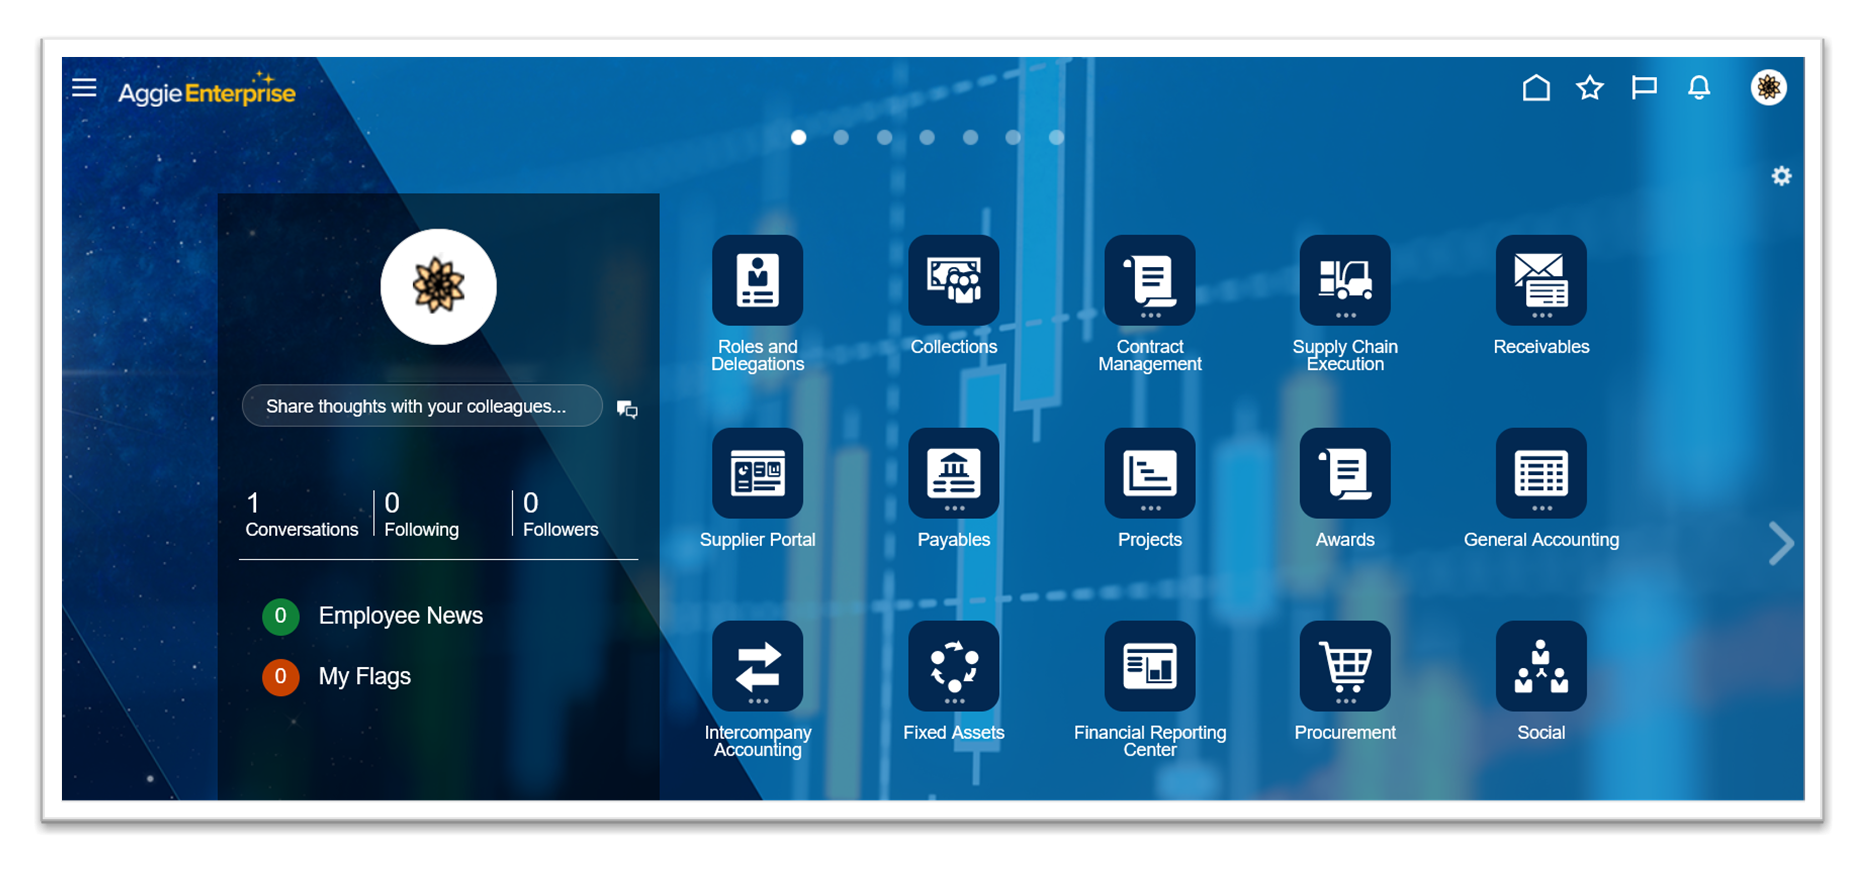 Aggie Enterprise
Share thoughts with your colleagues...
1
Conversations
0
Following
0
Followers
0 Employee News
0 My Flags
Roles and
Delegations
Collections
Contract
Management
Supply Chain
Execution
Receivables
Supplier Portal
Payables
Projects
Awards
General Accounting
Intercompany
Accounting
Fixed Assets
Financial Reporting
Center
Procurement
Social